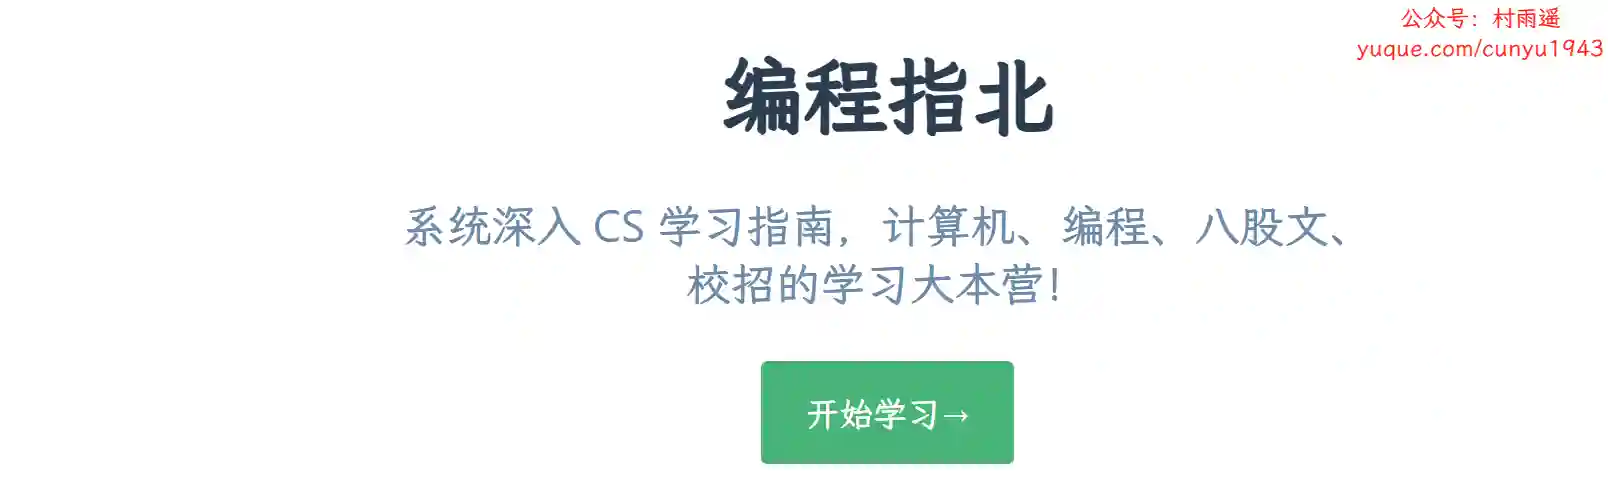 公众号：村雨遥
yuque.com/cunyu1943
编程指北
系统深入 CS 学习指南，计算机、编程、八股文、
校招的学习大本营！
开始学习→